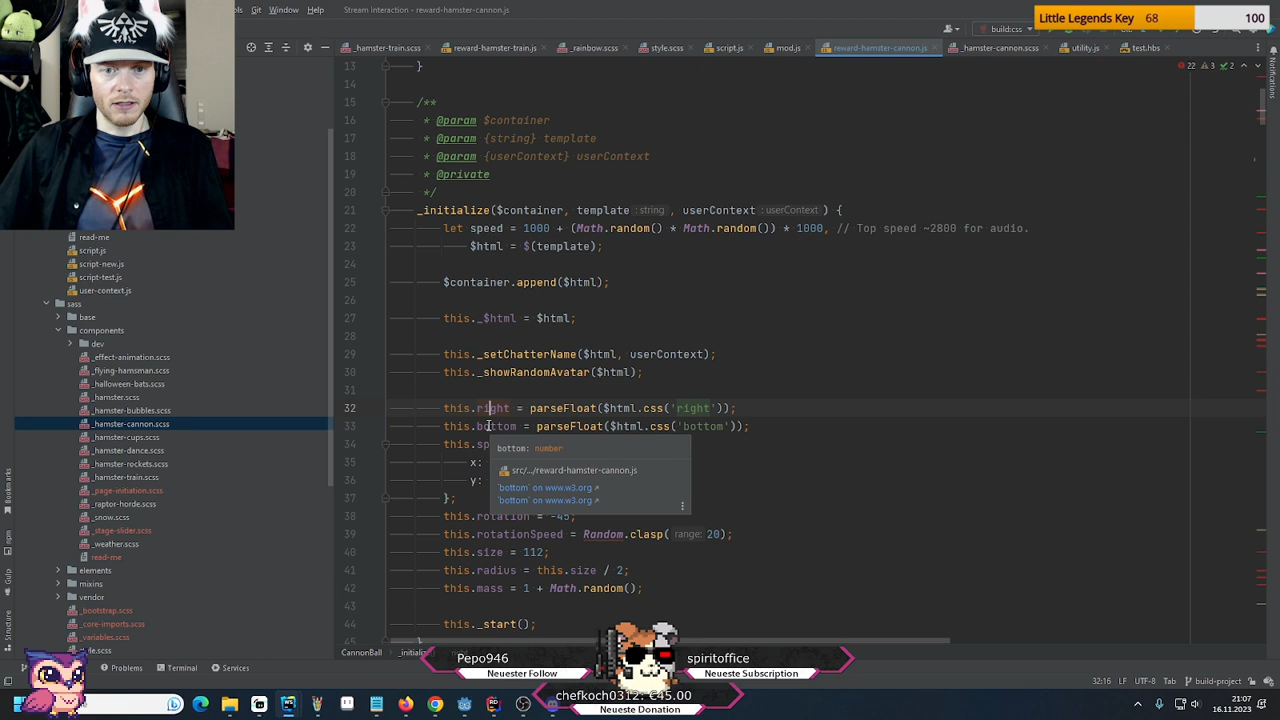 Window
Help
Stream Interaction - reward-hamster-cannon.js
Little Legends Key 68
100
build:css
_hamster-train.scss
reward-hamster-train.js
_rainbow.scss
style.scss
script.js
mod.js
reward-hamster-cannon.js
_hamster-cannon.scss
utility.js
test.hbs
22 3 2
Notifications
13 }
14
15 /**
16 * @param $container
17 * @param {string} template
18 * @param {userContext} userContext
19 * @private
20 */
21 _initialize($container, template :string , userContext :userContext ) {
22 let speed = 1000 + (Math.random() * Math.random()) * 1000, // Top speed ~2800 for audio.
23 $html = $(template);
24
25 $container.append($html);
26
27 this._$html = $html;
28
29 this._setChatterName($html, userContext);
30 this._showRandomAvatar($html);
31
32 this.right = parseFloat($html.css('right'));
33 this.bottom = parseFloat($html.css('bottom'));
34 this.sp
35 x:
36 y:
37 };
38 this.rotation = -45;
39 this.rotationSpeed = Random.clasp( range: 20);
40 this.size = 112;
41 this.radius = this.size / 2;
42 this.mass = 1 + Math.random();
43
44 this._start();
45 }
bottom: number
src/.../reward-hamster-cannon.js
`bottom` on www.w3.org
`bottom` on www.w3.org
read-me
script.js
script-new.js
script-test.js
user-context.js
sass
base
components
dev
_effect-animation.scss
_flying-hamsman.scss
_halloween-bats.scss
_hamster.scss
_hamster-bubbles.scss
_hamster-cannon.scss
_hamster-cups.scss
_hamster-dance.scss
_hamster-rockets.scss
_hamster-train.scss
_page-initiation.scss
_raptor-horde.scss
_snow.scss
_stage-slider.scss
_weather.scss
read-me
elements
mixins
vendor
_bootstrap.scss
_core-imports.scss
_variables.scss
style.scss
Bookmarks
npm
Gulp
Structure
CannonBall
Problems
Terminal
Services
Pepo946
Neuester Follow
spiritoffice
Neueste Subscription
chefkoch0312: €45.00
Neueste Donation
32:16 LF UTF-8 Tab build-project
ENG
21:07